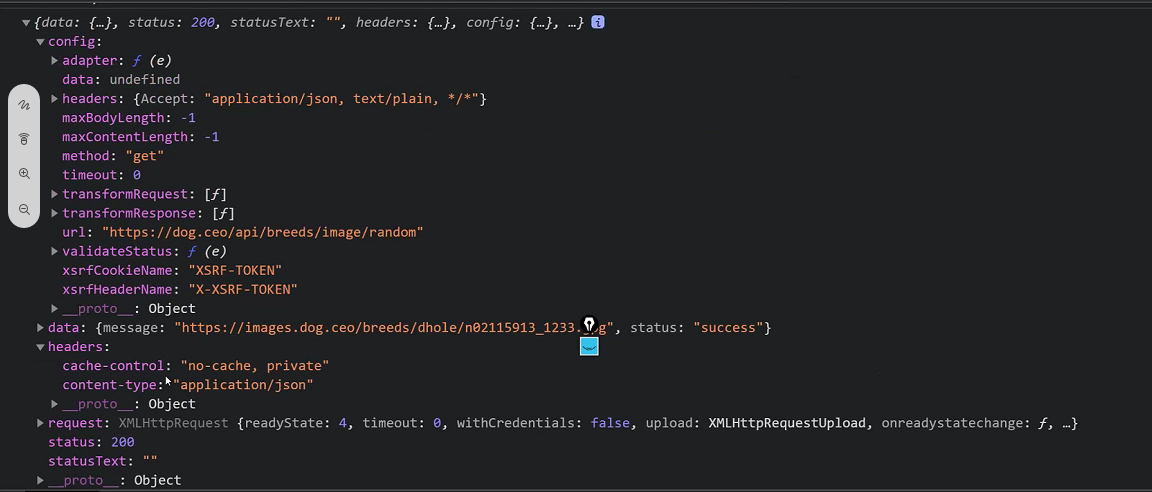 ▼{data: {…}, status: 200, statusText: "", headers: {…}, config: {…}, …} i
▼config:
▶adapter: ƒ (e)
data: undefined
▶headers: {Accept: "application/json, text/plain, */*"}
maxBodyLength: -1
maxContentLength: -1
method: "get"
timeout: 0
▶transformRequest: [ƒ]
▶transformResponse: [ƒ]
url: "https://dog.ceo/api/breeds/image/random"
▶validateStatus: ƒ (e)
xsrfCookieName: "XSRF-TOKEN"
xsrfHeaderName: "X-XSRF-TOKEN"
▶__proto__: Object
▶data: {message: "https://images.dog.ceo/breeds/dhole/n02115913_1233.jpg", status: "success"}
▼headers:
cache-control: "no-cache, private"
content-type: "application/json"
▶__proto__: Object
▶request: XMLHttpRequest {readyState: 4, timeout: 0, withCredentials: false, upload: XMLHttpRequestUpload, onreadystatechange: ƒ, …}
status: 200
statusText: ""
▶__proto__: Object